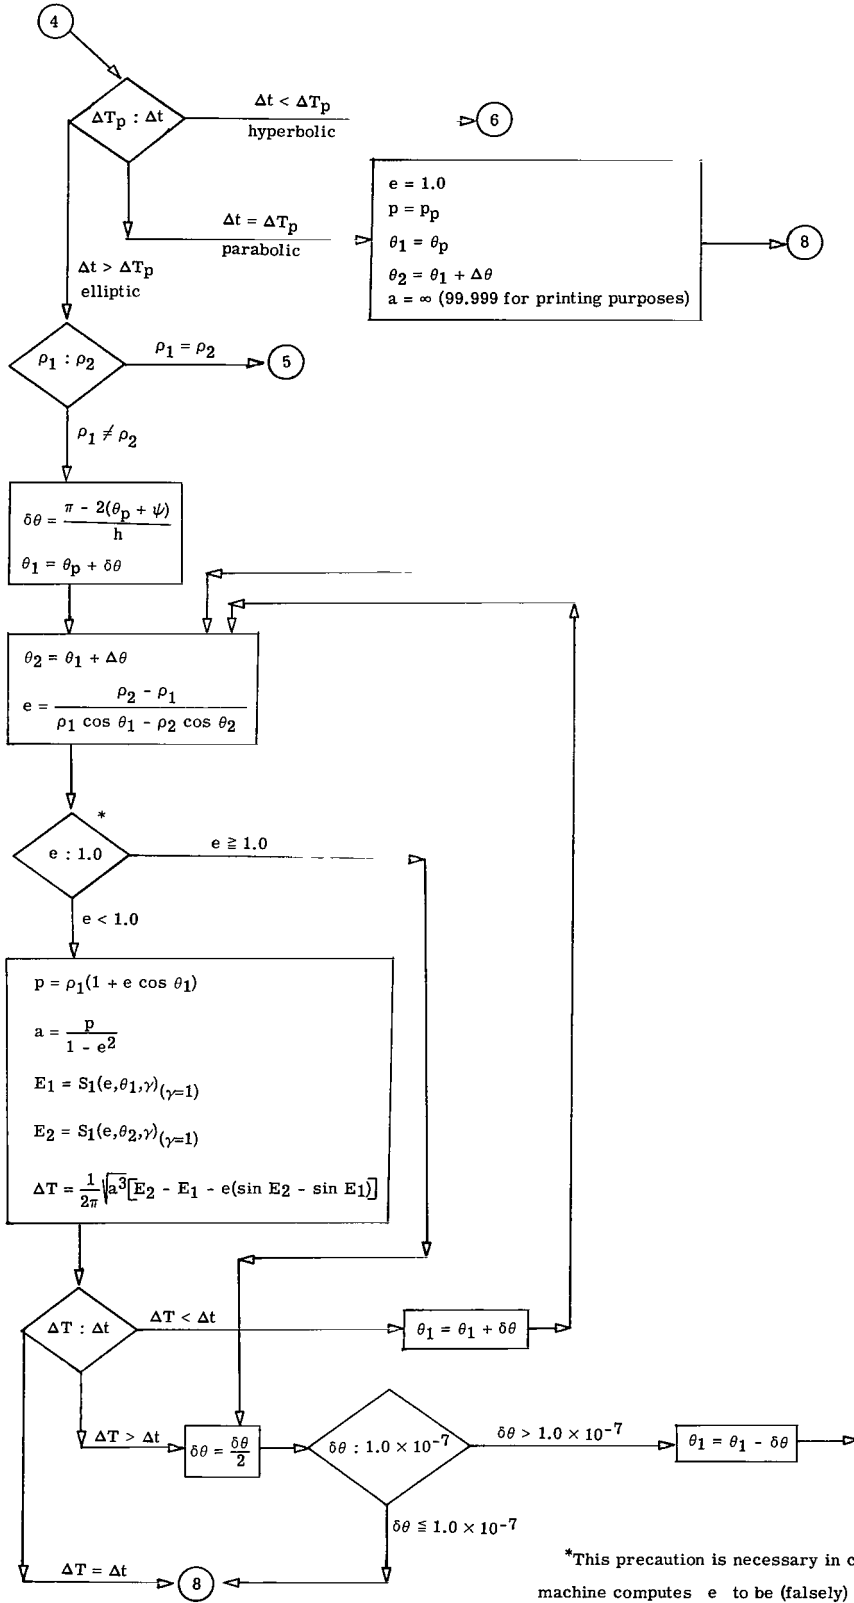 4
ΔTp : Δt
Δt < ΔTp
hyperbolic
6
Δt = ΔTp
parabolic
e = 1.0
p = pp
θ1 = θp
θ2 = θ1 + Δθ
a = ∞ (99.999 for printing purposes)
8
Δt > ΔTp
elliptic
ρ1 : ρ2
ρ1 = ρ2
5
ρ1 ≠ ρ2
δθ = π - 2(θp + ψ) / h
θ1 = θp + δθ
θ2 = θ1 + Δθ
e = ρ2 - ρ1 / ρ1 cos θ1 - ρ2 cos θ2
*
e : 1.0
e ≧ 1.0
e < 1.0
p = ρ1(1 + e cos θ1)
a = p / 1 - e2
E1 = S1(e,θ1,γ)(γ=1)
E2 = S1(e,θ2,γ)(γ=1)
ΔT = 1/2π √a3[E2 - E1 - e(sin E2 - sin E1)]
ΔT : Δt
ΔT < Δt
θ1 = θ1 + δθ
ΔT > Δt
δθ = δθ/2
δθ : 1.0 × 10-7
δθ > 1.0 × 10-7
θ1 = θ1 - δθ
δθ ≦ 1.0 × 10-7
ΔT = Δt
8
*This precaution is necessary in c
machine computes e to be (falsely)